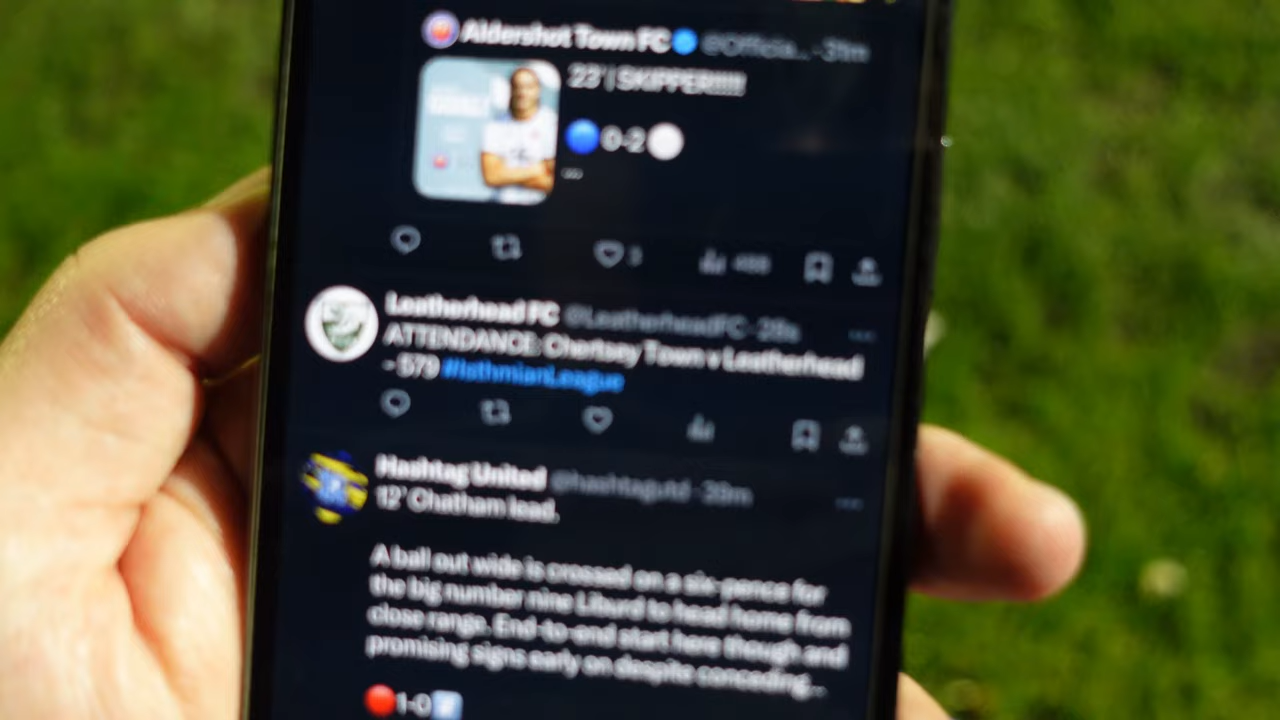 Aldershot Town FC @Officia... · 31m
23' | SKIPPER!!!!!
0-2
...
3 
Leatherhead FC @LeatherheadFC · 28s
ATTENDANCE: Chertsey Town v Leatherhead
- 579 #IsthmianLeague
Hashtag United @hashtagutd · 39m
12' Chatham lead.
A ball out wide is crossed on a six-pence for
the big number nine Liburd to head home from
close range. End-to-end start here though and
promising signs early on despite conceding...
1-0